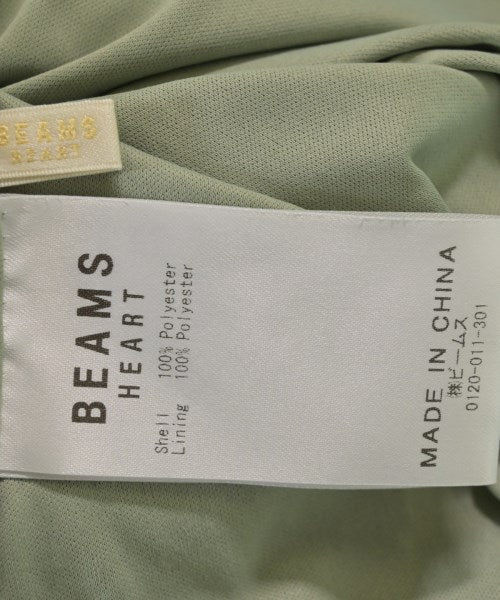 BEAMS
HEART
BEAMS
HEART
Shell 100% Polyester
Lining 100% Polyester
MADE IN CHINA
㈱ビームス
0120-011-301